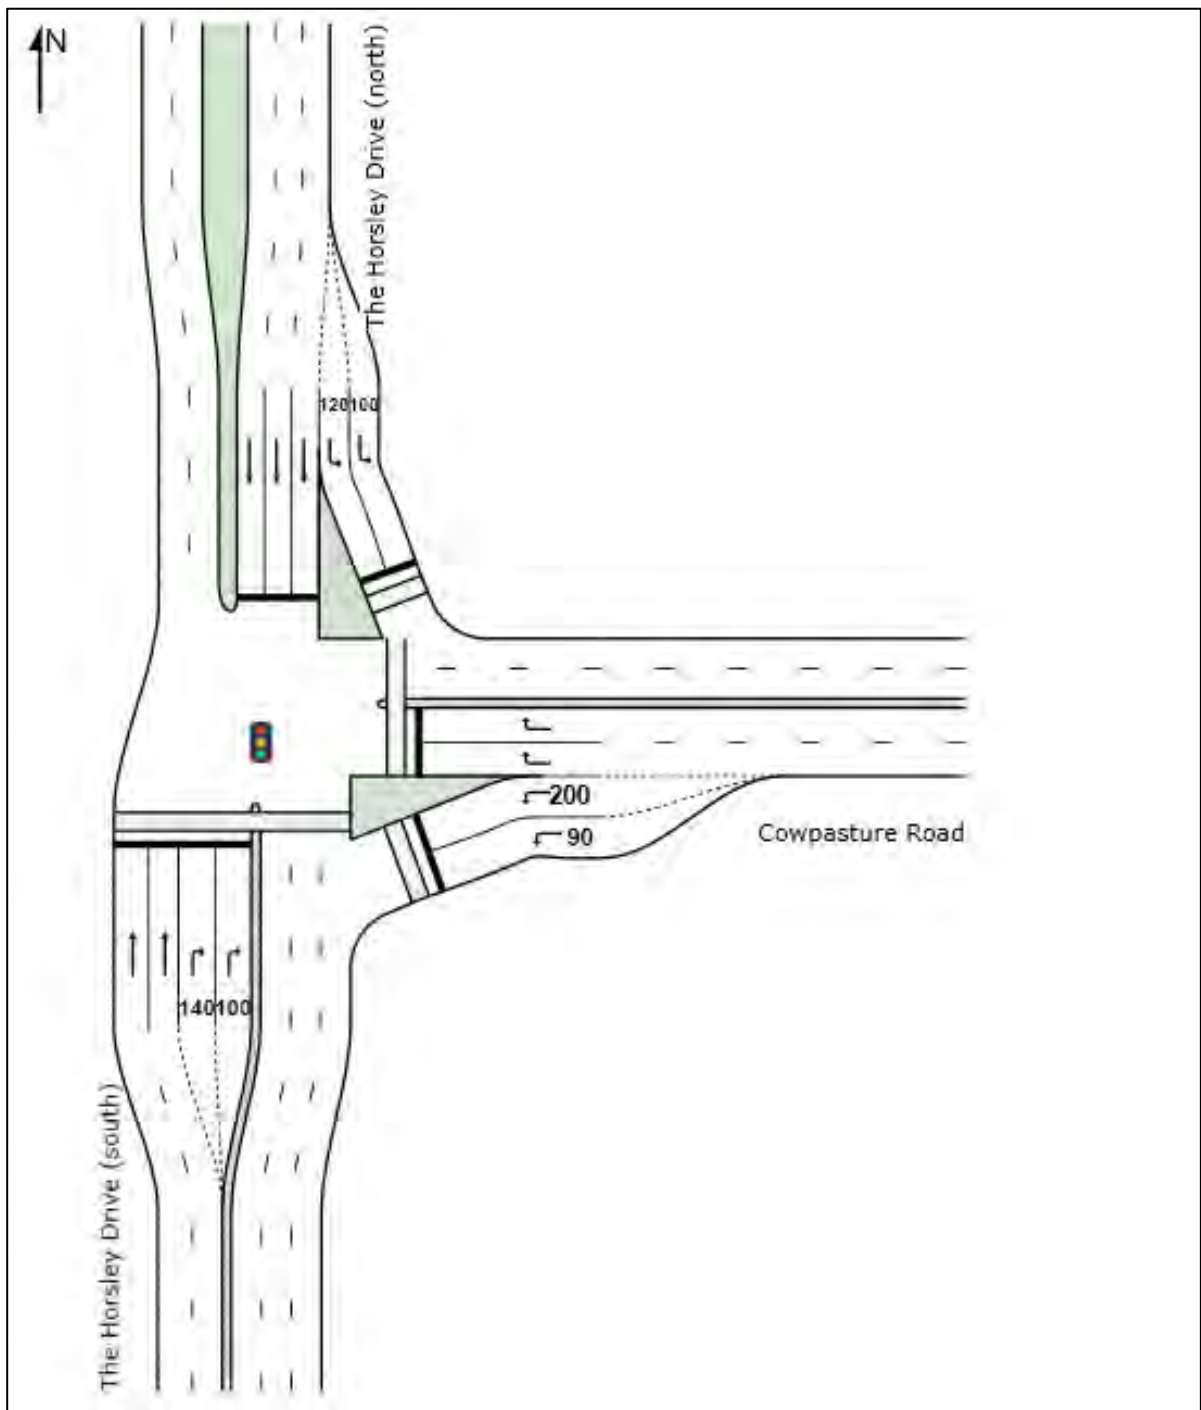 N
The Horsley Drive (north)
120 100
200
90
Cowpasture Road
140 100
The Horsley Drive (south)